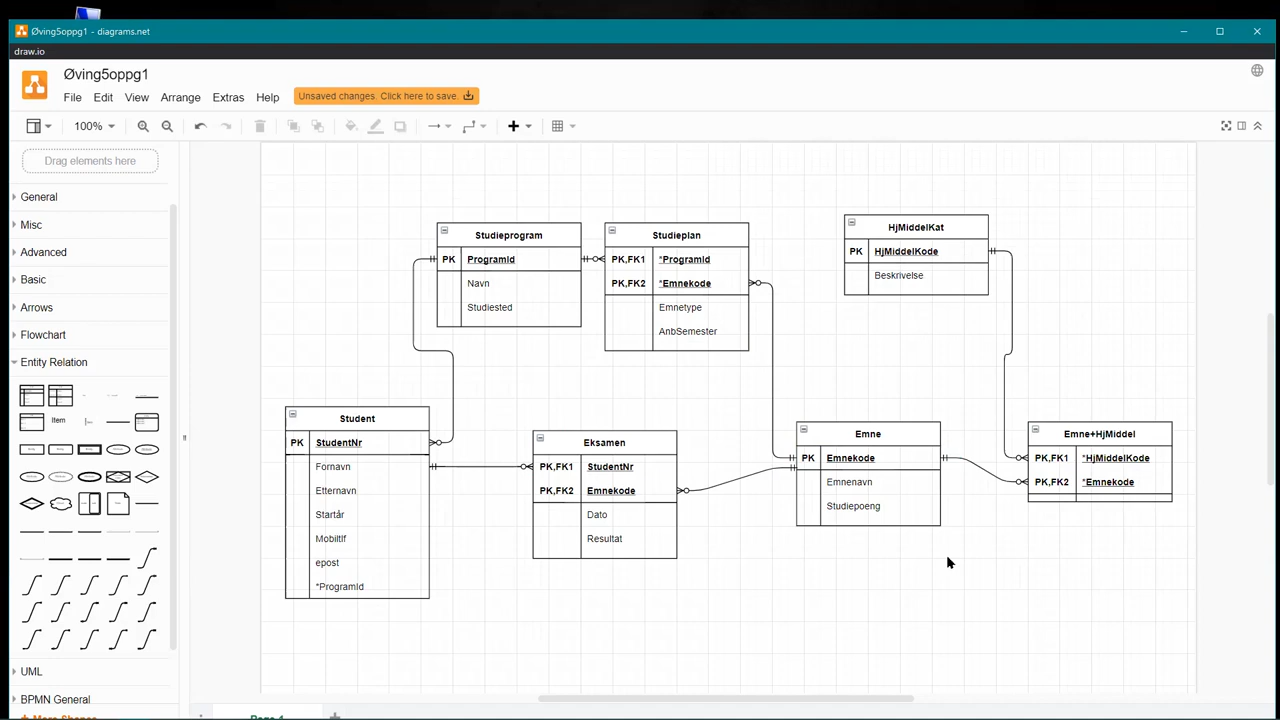 Øving5oppg1 - diagrams.net
draw.io
Øving5oppg1
File Edit View Arrange Extras Help
Unsaved changes. Click here to save.
100%
Drag elements here
General
Misc
Advanced
Basic
Arrows
Flowchart
Entity Relation
Item
UML
BPMN General
+ More Shapes
Studieprogram
PK ProgramId
Navn
Studiested
Studieplan
PK,FK1 *ProgramId
PK,FK2 *Emnekode
Emnetype
AnbSemester
HjMiddelKat
PK HjMiddelKode
Beskrivelse
Student
PK StudentNr
Fornavn
Etternavn
Startår
Mobiltlf
epost
*ProgramId
Eksamen
PK,FK1 StudentNr
PK,FK2 Emnekode
Dato
Resultat
Emne
PK Emnekode
Emnenavn
Studiepoeng
Emne+HjMiddel
PK,FK1 *HjMiddelKode
PK,FK2 *Emnekode
Page-1